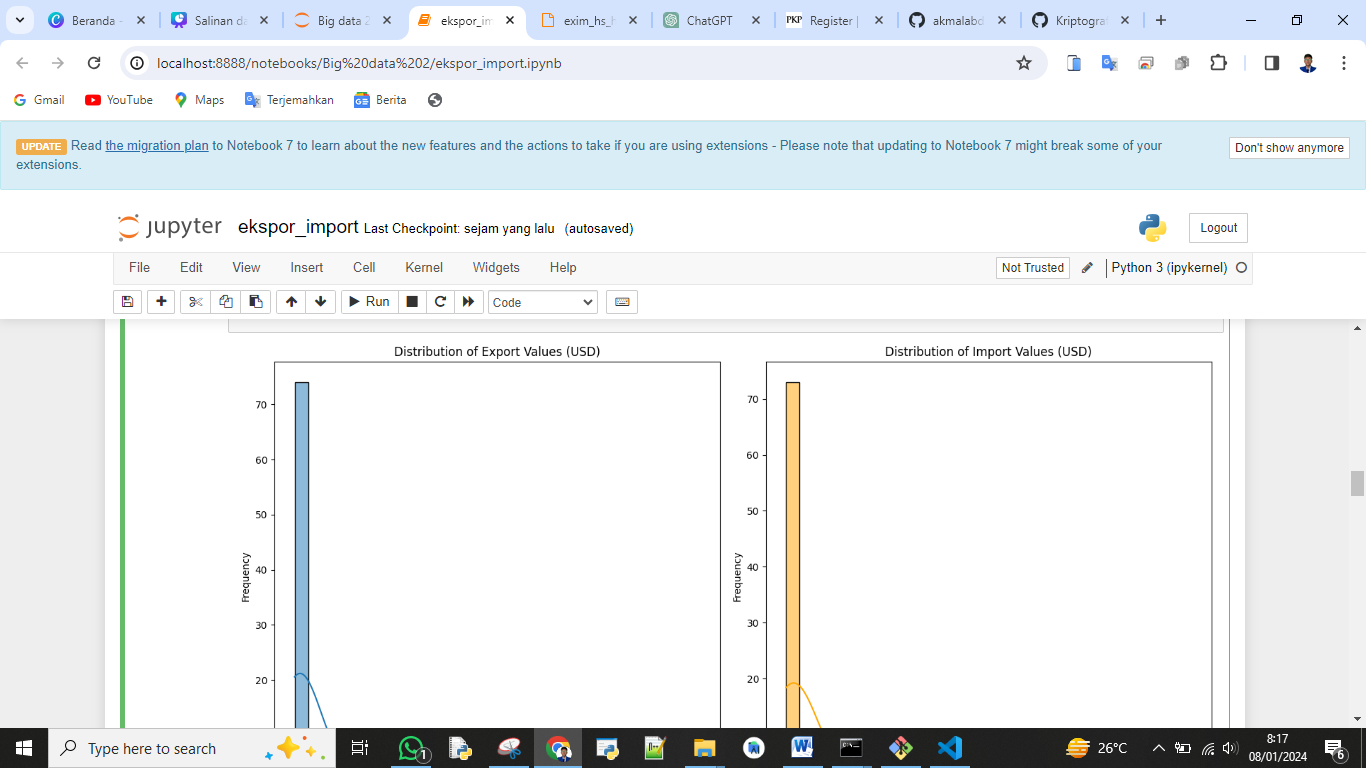 Beranda -
Salinan da
Big data 2
ekspor_im
exim_hs_h
ChatGPT
PKP Register |
akmalabd
Kriptogra
localhost:8888/notebooks/Big%20data%202/ekspor_import.ipynb
Gmail
YouTube
Maps
Terjemahkan
Berita
UPDATE Read the migration plan to Notebook 7 to learn about the new features and the actions to take if you are using extensions - Please note that updating to Notebook 7 might break some of your
extensions.
Don't show anymore
jupyter ekspor_import Last Checkpoint: sejam yang lalu (autosaved)
Logout
File Edit View Insert Cell Kernel Widgets Help
Not Trusted
Python 3 (ipykernel)
Run
Code
Distribution of Export Values (USD)
70
60
50
40
30
20
Frequency
Distribution of Import Values (USD)
70
60
50
40
30
20
Frequency
Type here to search
1
26°C
8:17
08/01/2024
6